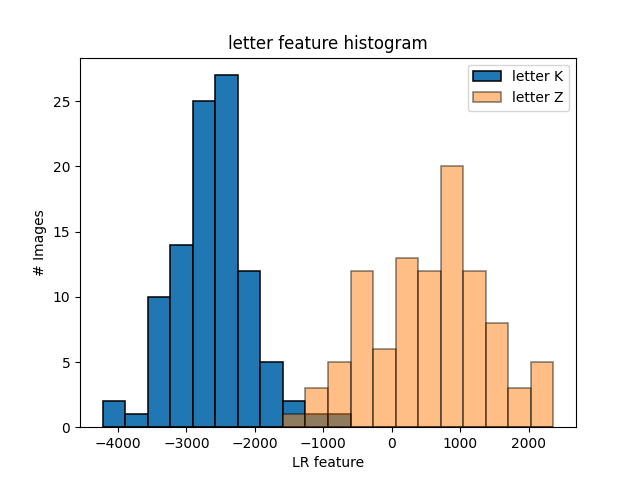 letter feature histogram
letter K
letter Z
# Images
25
20
15
10
5
0
−4000 −3000 −2000 −1000 0 1000 2000
LR feature